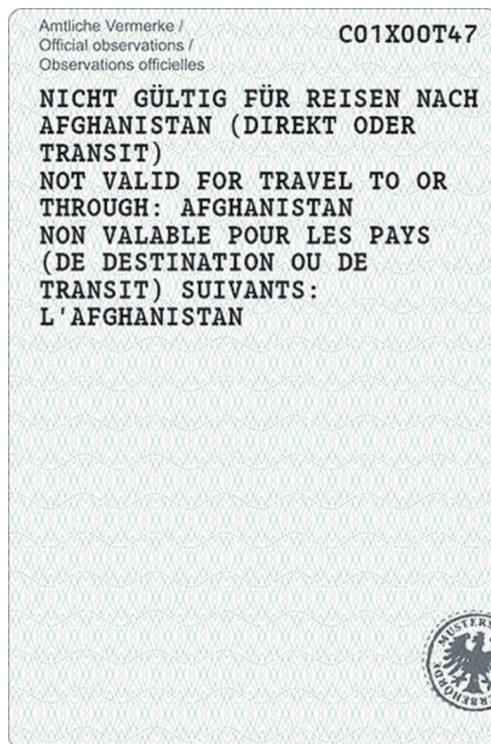 Amtliche Vermerke /
Official observations /
Observations officielles
C01X00T47
NICHT GÜLTIG FÜR REISEN NACH
AFGHANISTAN (DIREKT ODER
TRANSIT)
NOT VALID FOR TRAVEL TO OR
THROUGH: AFGHANISTAN
NON VALABLE POUR LES PAYS
(DE DESTINATION OU DE
TRANSIT) SUIVANTS:
L'AFGHANISTAN